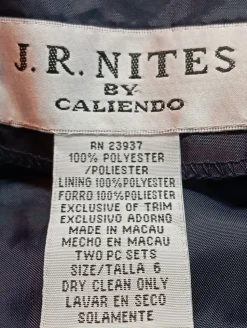 J.R. NITES
BY
CALIENDO
RN 23937
100% POLYESTER
/POLIESTER
LINING 100%POLYESTER
FORRO 100%POLIESTER
EXCLUSIVE OF TRIM
EXCLUSIVO ADORNO
MADE IN MACAU
MECHO EN MACAU
TWO PC SETS
SIZE/TALLA 6
DRY CLEAN ONLY
LAVAR EN SECO
SOLAMENTE